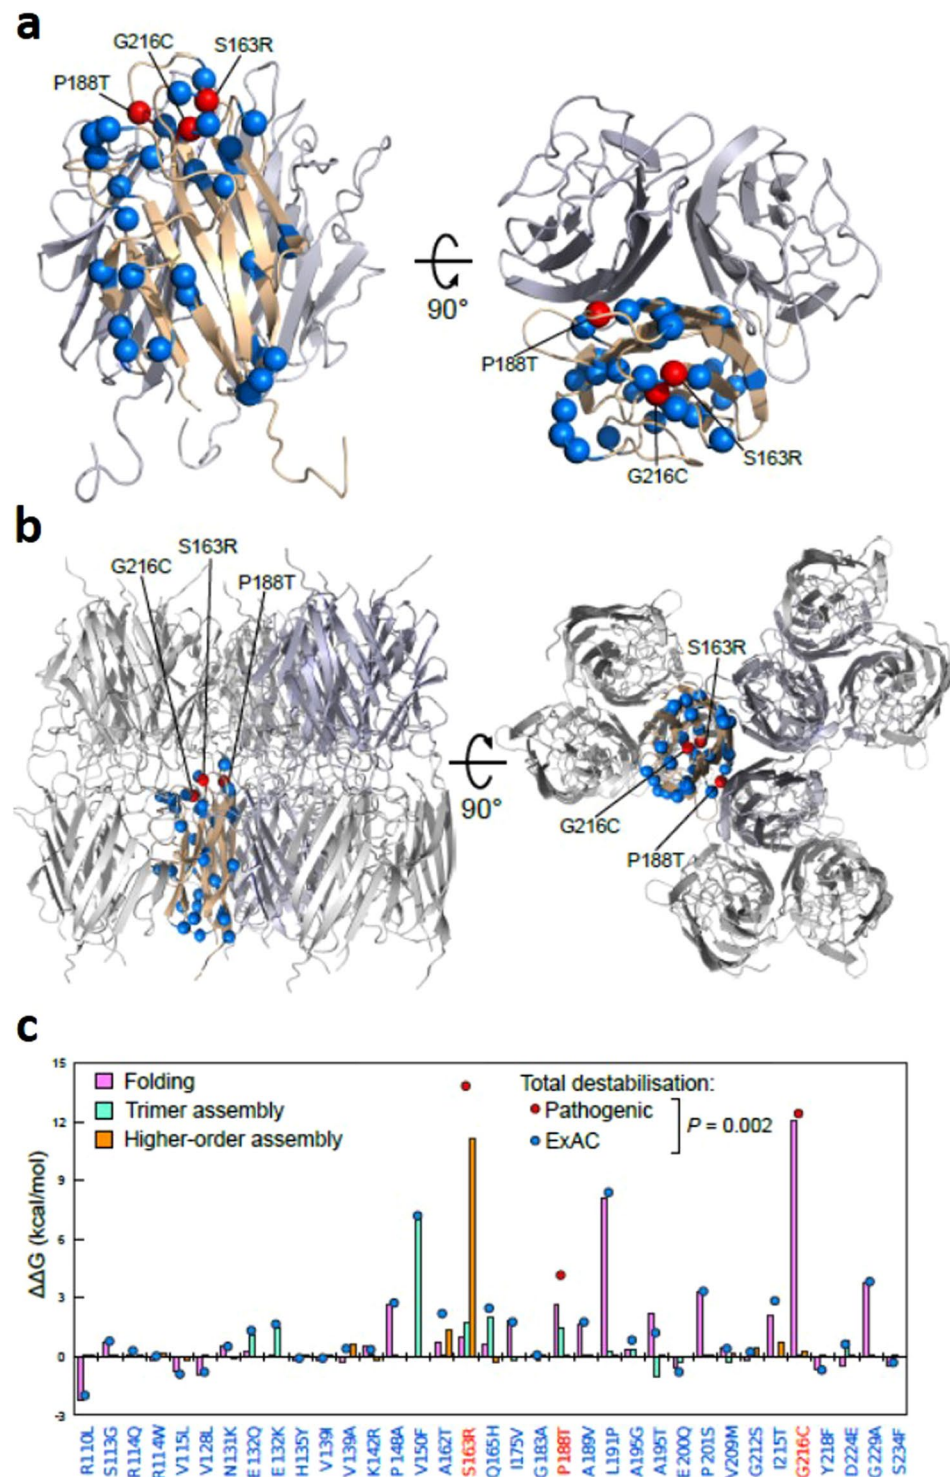 a
G216C
S163R
P188T
90°
P188T
G216C
S163R
b
S163R
G216C
P188T
90°
S163R
G216C
P188T
c
15
12
9
6
3
0
-3
ΔΔG (kcal/mol)
Folding
Trimer assembly
Higher-order assembly
Total destabilisation:
Pathogenic
ExAC
P = 0.002
R110L
S113G
R114Q
R114W
V115L
V128L
N131K
E132Q
E132K
H135Y
V139I
V139A
K142R
P148A
V150F
A162T
S163R
Q165H
I175V
G183A
P188T
A189V
L191P
A195G
A195T
E200Q
P201S
V209M
G212S
I215T
G216C
Y218F
D224E
G229A
S234F